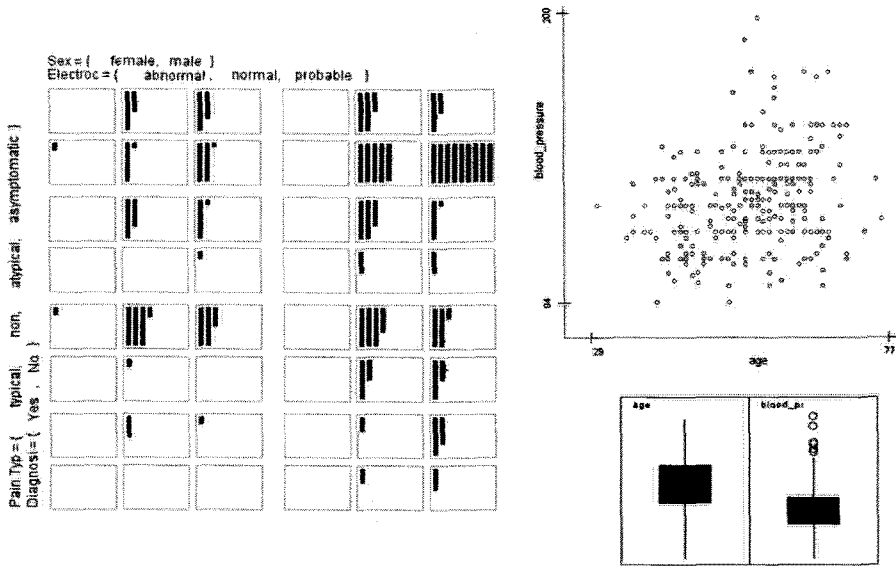 Sex={ female, male }
Electroc={ abnormal, normal, probable }
Pain.Typ={ typical, non, atypical, asymptomatic }
Diagnosi={ Yes, No }
200
blood_pressure
94
29
age
77
age
blood_pr